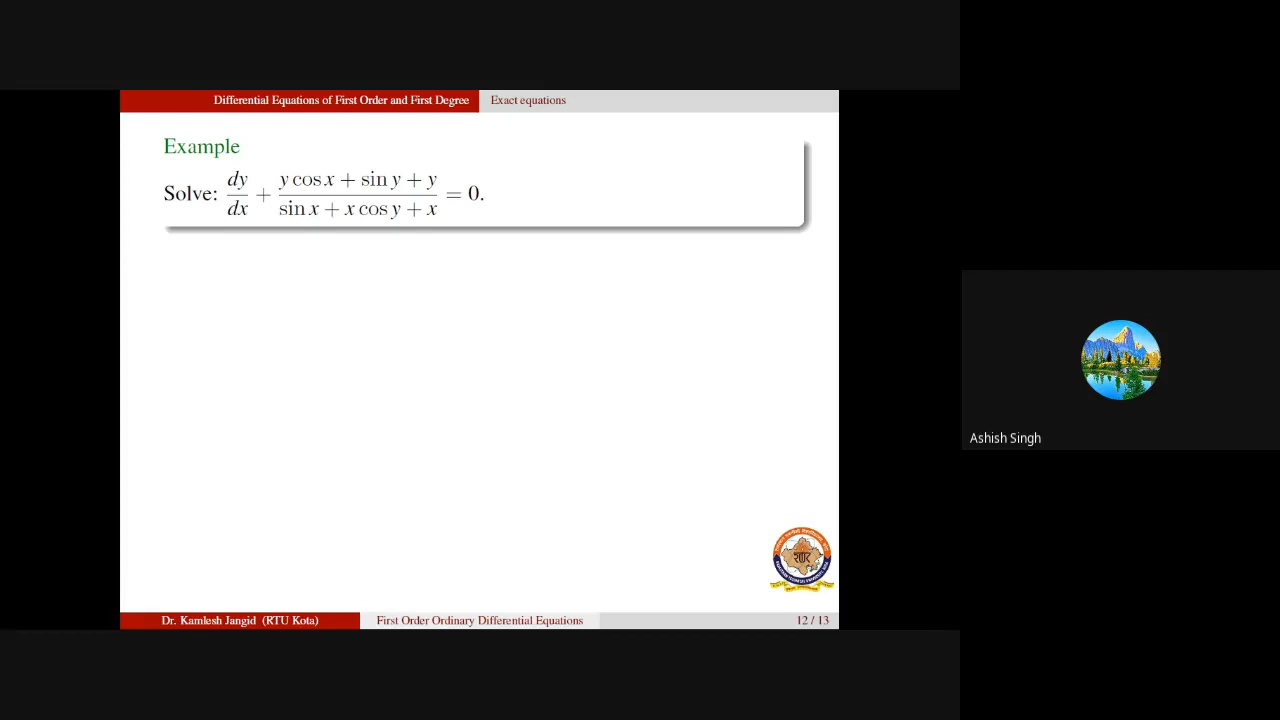 Differential Equations of First Order and First Degree Exact equations
Example
Solve: dy/dx + (y cos x + sin y + y)/(sin x + x cos y + x) = 0.
Ashish Singh
Dr. Kamlesh Jangid (RTU Kota) First Order Ordinary Differential Equations 12 / 13